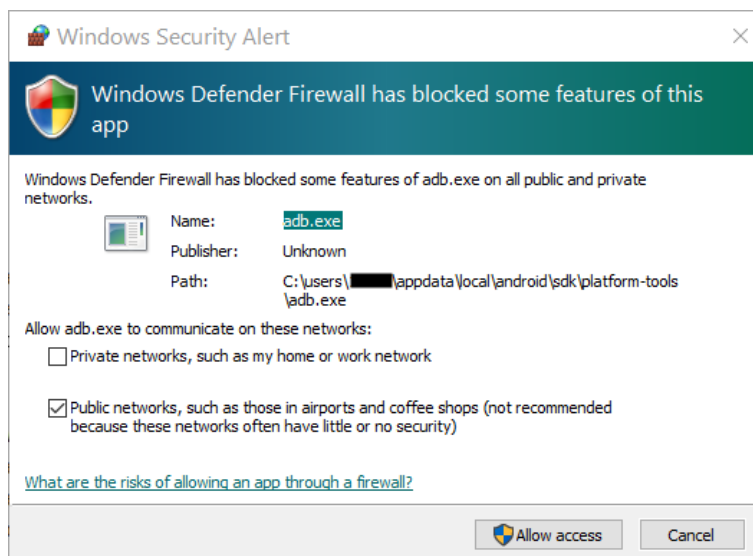 Windows Security Alert
Windows Defender Firewall has blocked some features of this
app
Windows Defender Firewall has blocked some features of adb.exe on all public and private
networks.
Name: adb.exe
Publisher: Unknown
Path: C:\users\ \appdata\local\android\sdk\platform-tools
\adb.exe
Allow adb.exe to communicate on these networks:
Private networks, such as my home or work network
Public networks, such as those in airports and coffee shops (not recommended
because these networks often have little or no security)
What are the risks of allowing an app through a firewall?
Allow access Cancel